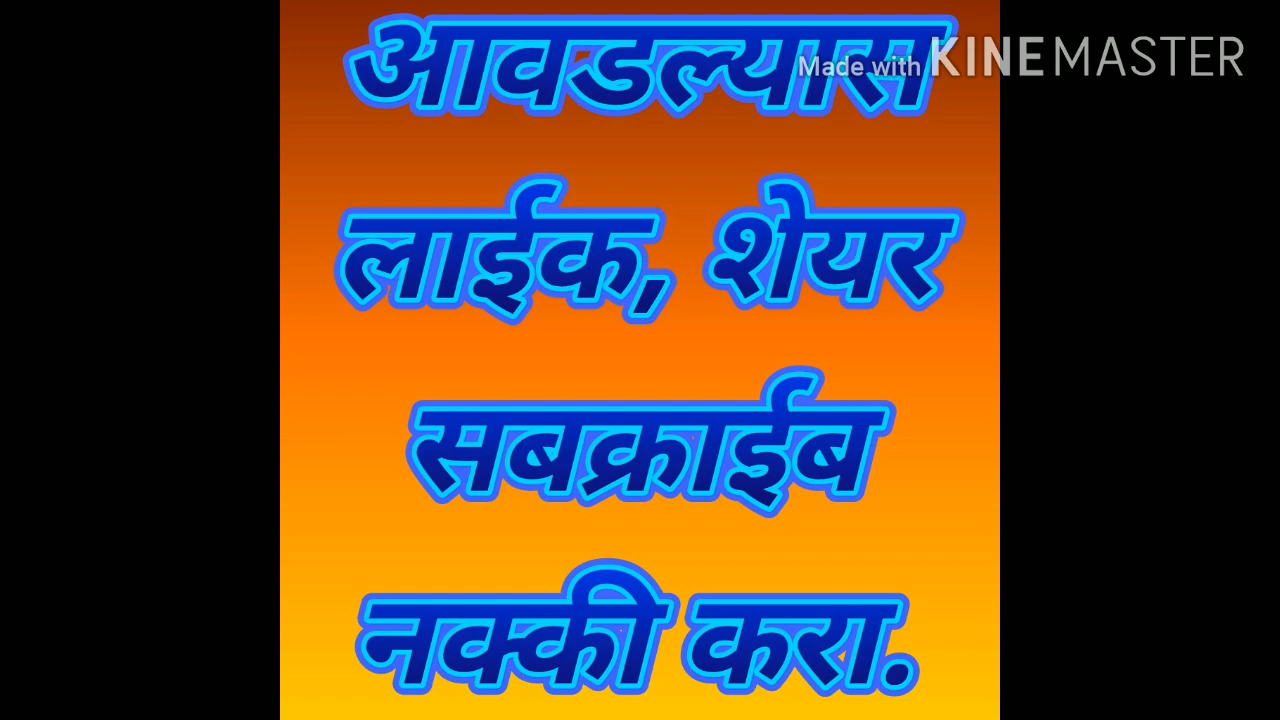 आवडल्यास
Made with KINEMASTER
लाईक, शेयर
सबक्राईब
नक्की करा.